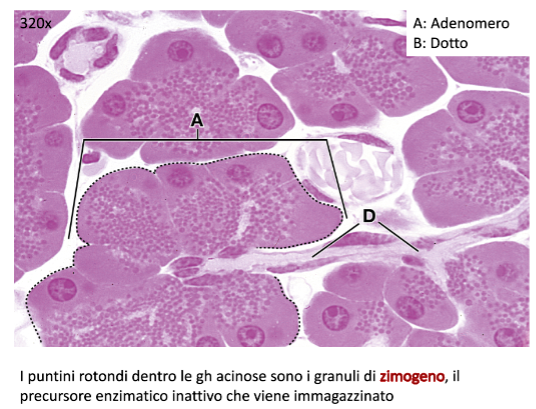 320x
A: Adenomero
B: Dotto
A
D
I puntini rotondi dentro le gh acinose sono i granuli di zimogeno, il
precursore enzimatico inattivo che viene immagazzinato